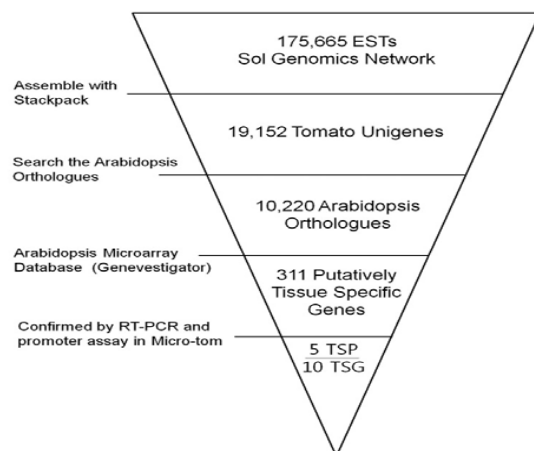 175,665 ESTs
Sol Genomics Network
Assemble with
Stackpack
19,152 Tomato Unigenes
Search the Arabidopsis
Orthologues
10,220 Arabidopsis
Orthologues
Arabidopsis Microarray
Database (Genevestigator)
311 Putatively
Tissue Specific
Genes
Confirmed by RT-PCR and
promoter assay in Micro-tom
5 TSP
10 TSG